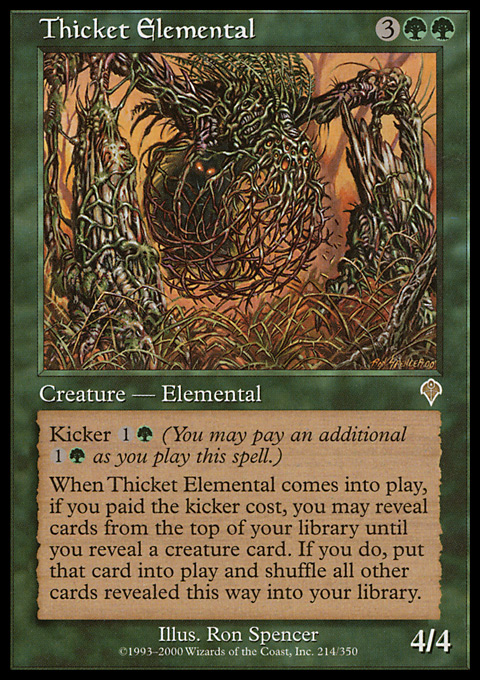 Thicket Elemental 3
Creature — Elemental
Kicker 1 (You may pay an additional
1 as you play this spell.)
When Thicket Elemental comes into play,
if you paid the kicker cost, you may reveal
cards from the top of your library until
you reveal a creature card. If you do, put
that card into play and shuffle all other
cards revealed this way into your library.
Illus. Ron Spencer
4/4
©1993–2000 Wizards of the Coast, Inc. 214/350